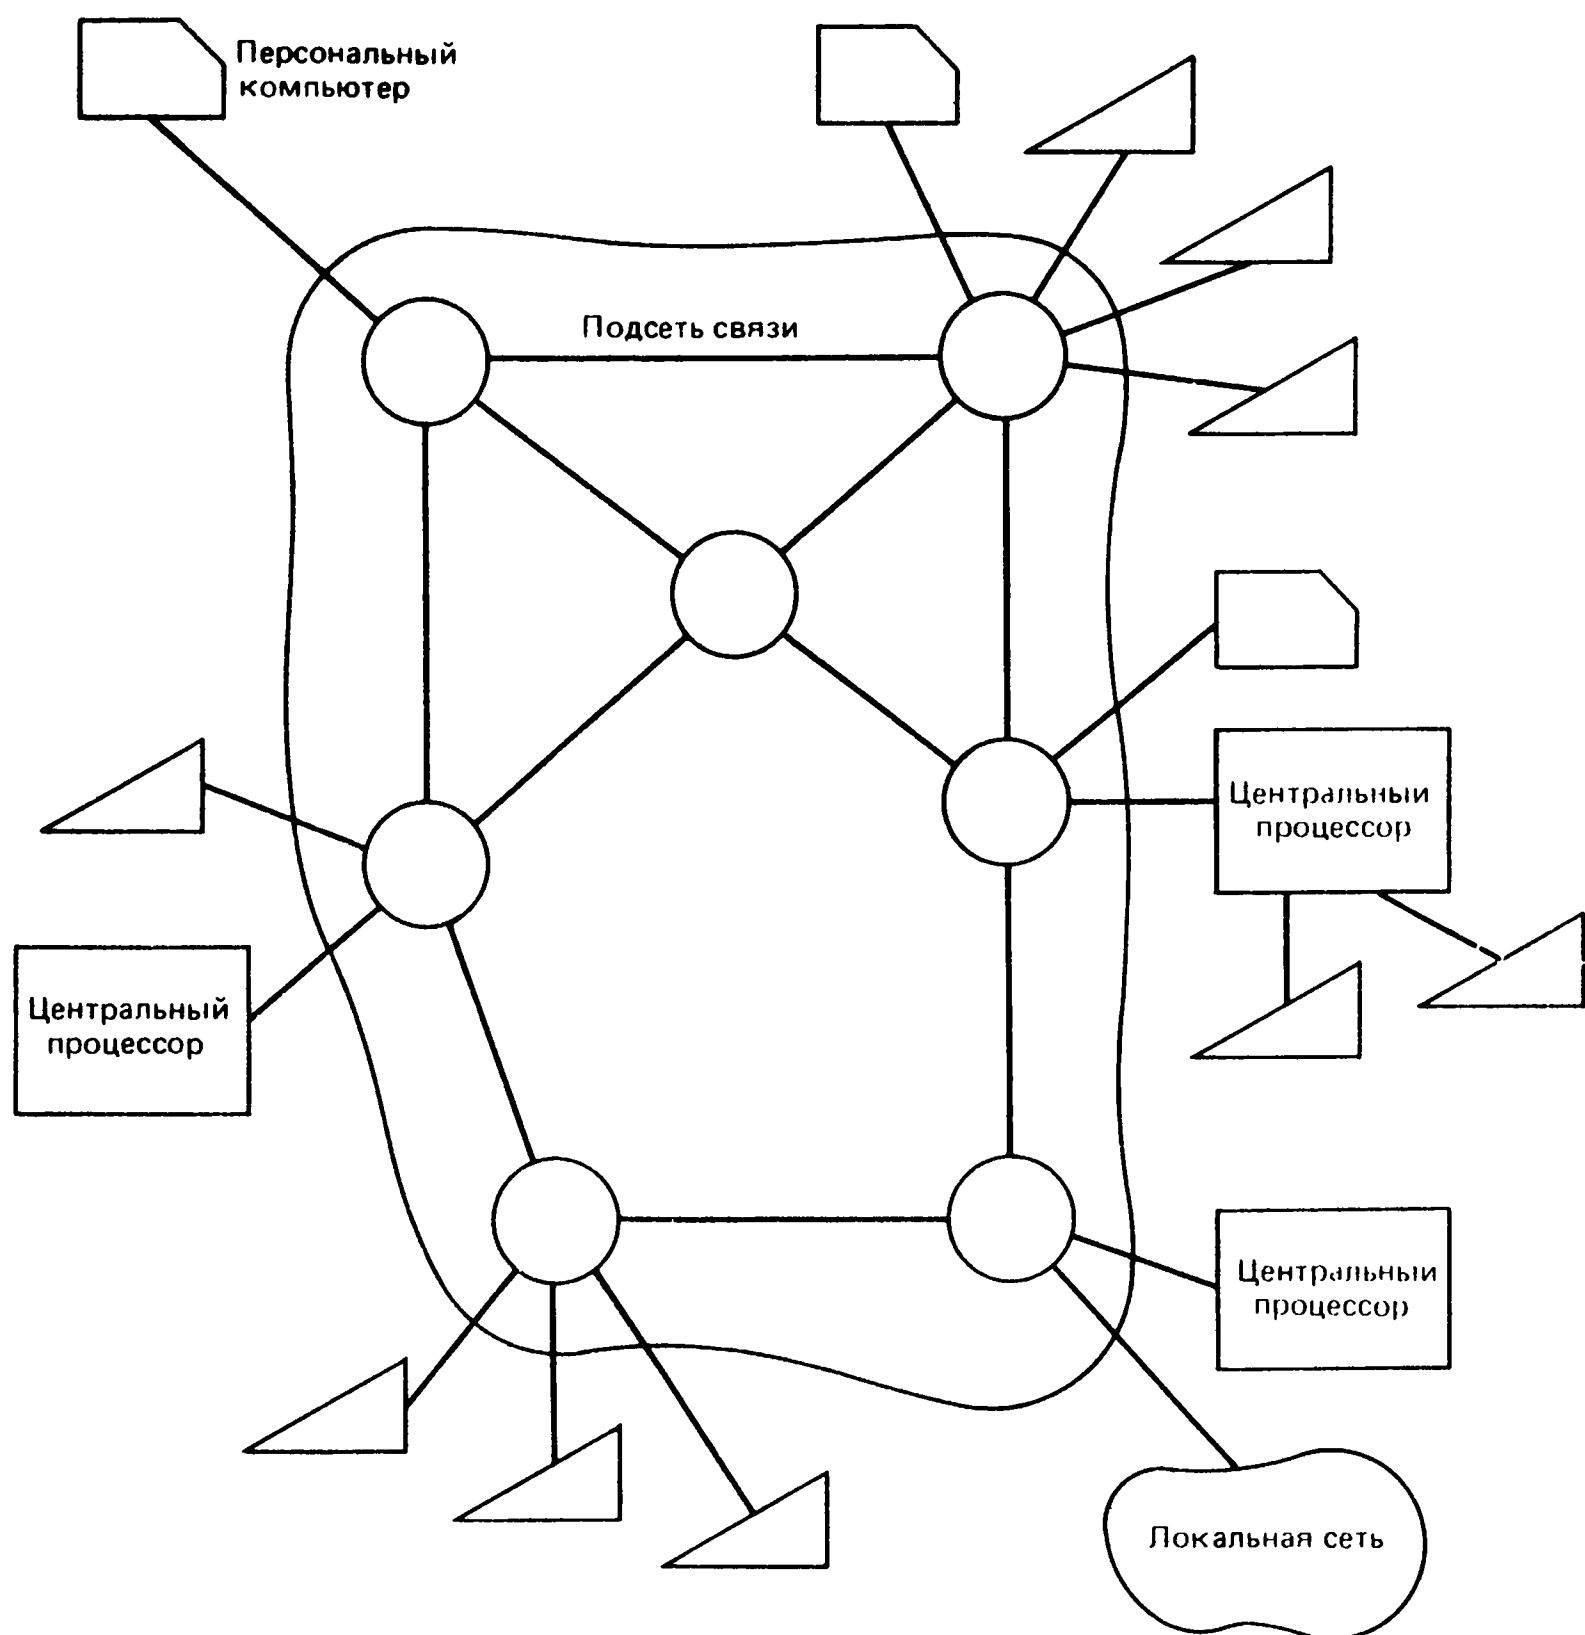 Персональный
компьютер
Подсеть связи
Центральный
процессор
Центральный
процессор
Центральный
процессор
Локальная сеть